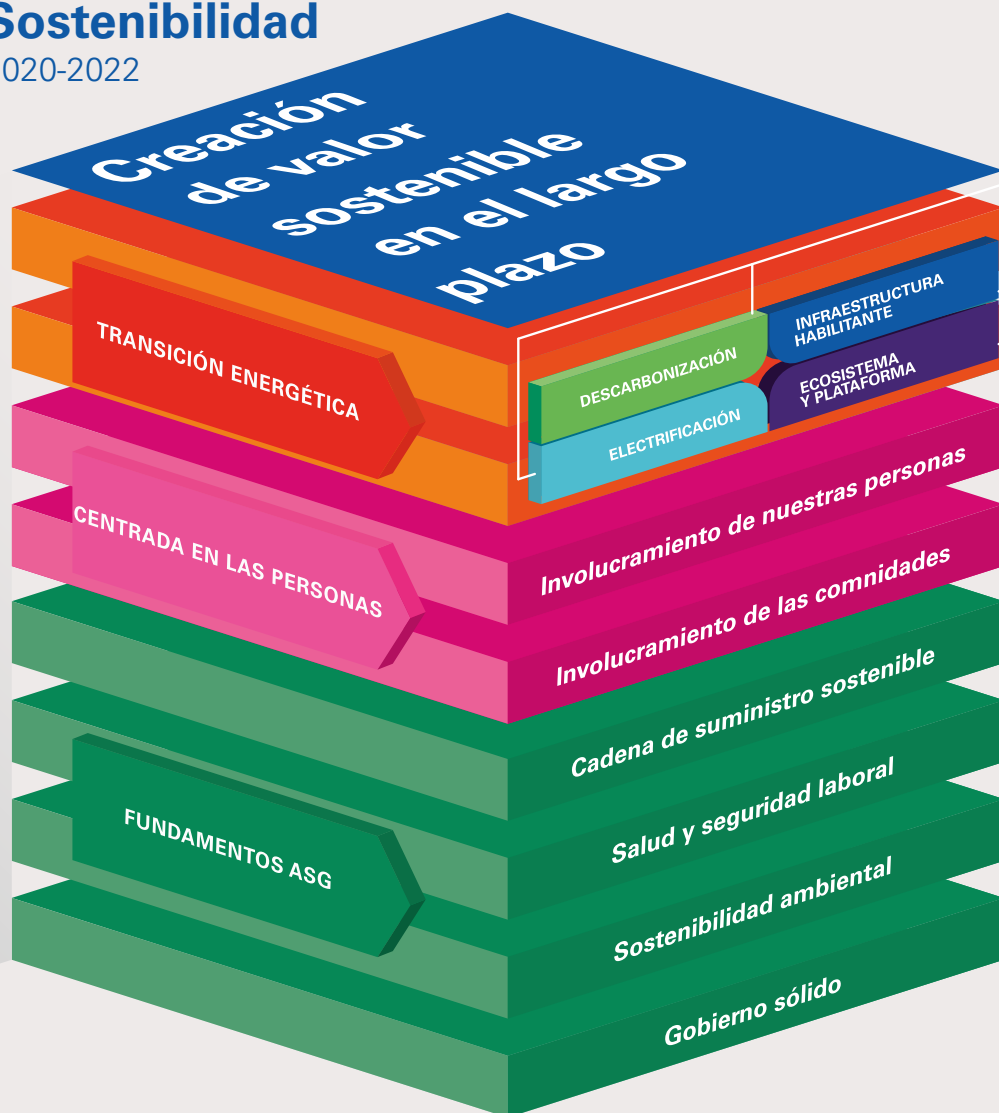 Sostenibilidad
2020-2022
Creación
de valor
sostenible
en el largo
plazo
TRANSICIÓN ENERGÉTICA
DESCARBONIZACIÓN
INFRAESTRUCTURA
HABILITANTE
ELECTRIFICACIÓN
ECOSISTEMA
Y PLATAFORMA
CENTRADA EN LAS PERSONAS
Involucramiento de nuestras personas
Involucramiento de las comnidades
FUNDAMENTOS ASG
Cadena de suministro sostenible
Salud y seguridad laboral
Sostenibilidad ambiental
Gobierno sólido